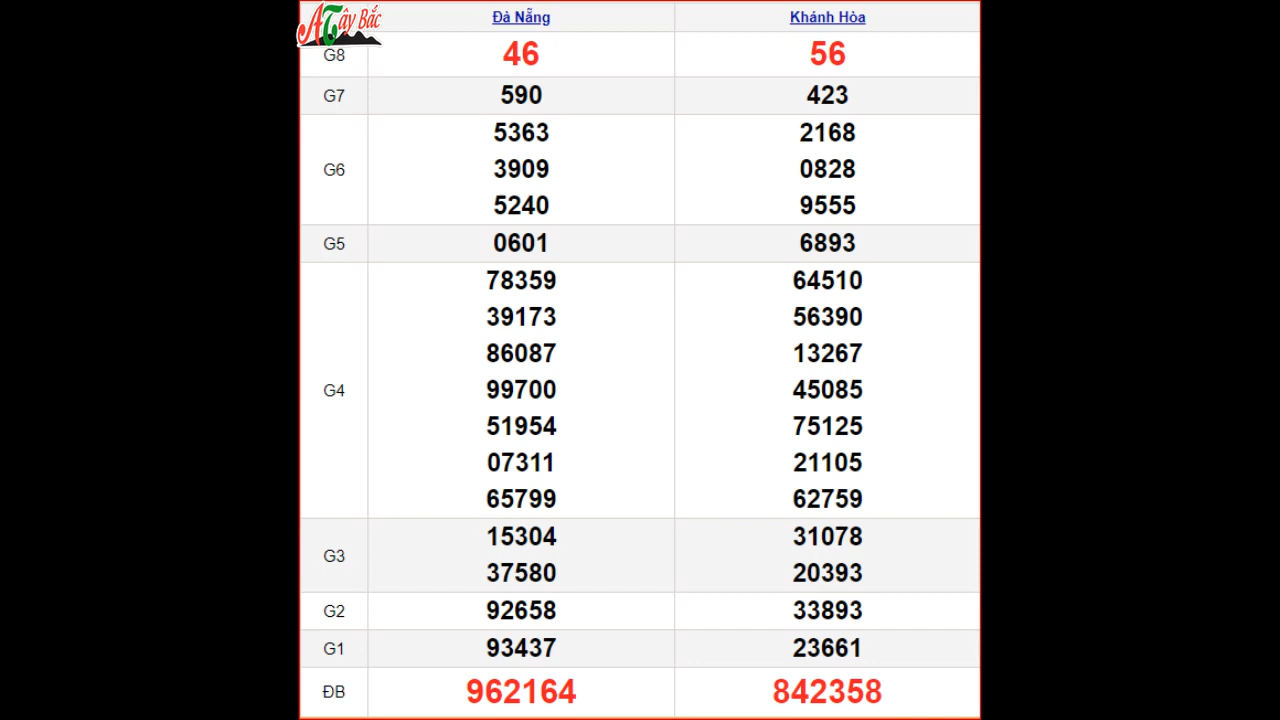 ATây Bắc
Đà Nẵng Khánh Hòa
G8 46 56
G7 590 423
5363 2168
G6 3909 0828
5240 9555
G5 0601 6893
78359 64510
39173 56390
86087 13267
G4 99700 45085
51954 75125
07311 21105
65799 62759
15304 31078
G3
37580 20393
G2 92658 33893
G1 93437 23661
ĐB 962164 842358